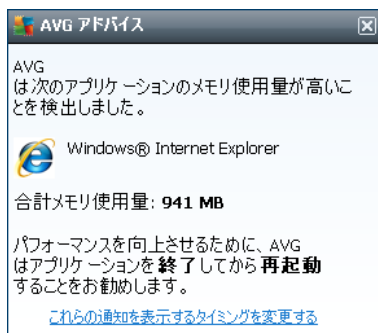 AVG アドバイス
AVG
は次のアプリケーションのメモリ使用量が高いこ
とを検出しました。
Windows® Internet Explorer
合計メモリ使用量: 941 MB
パフォーマンスを向上させるために、AVG
はアプリケーションを終了してから再起動
することをお勧めします。
これらの通知を表示するタイミングを変更する